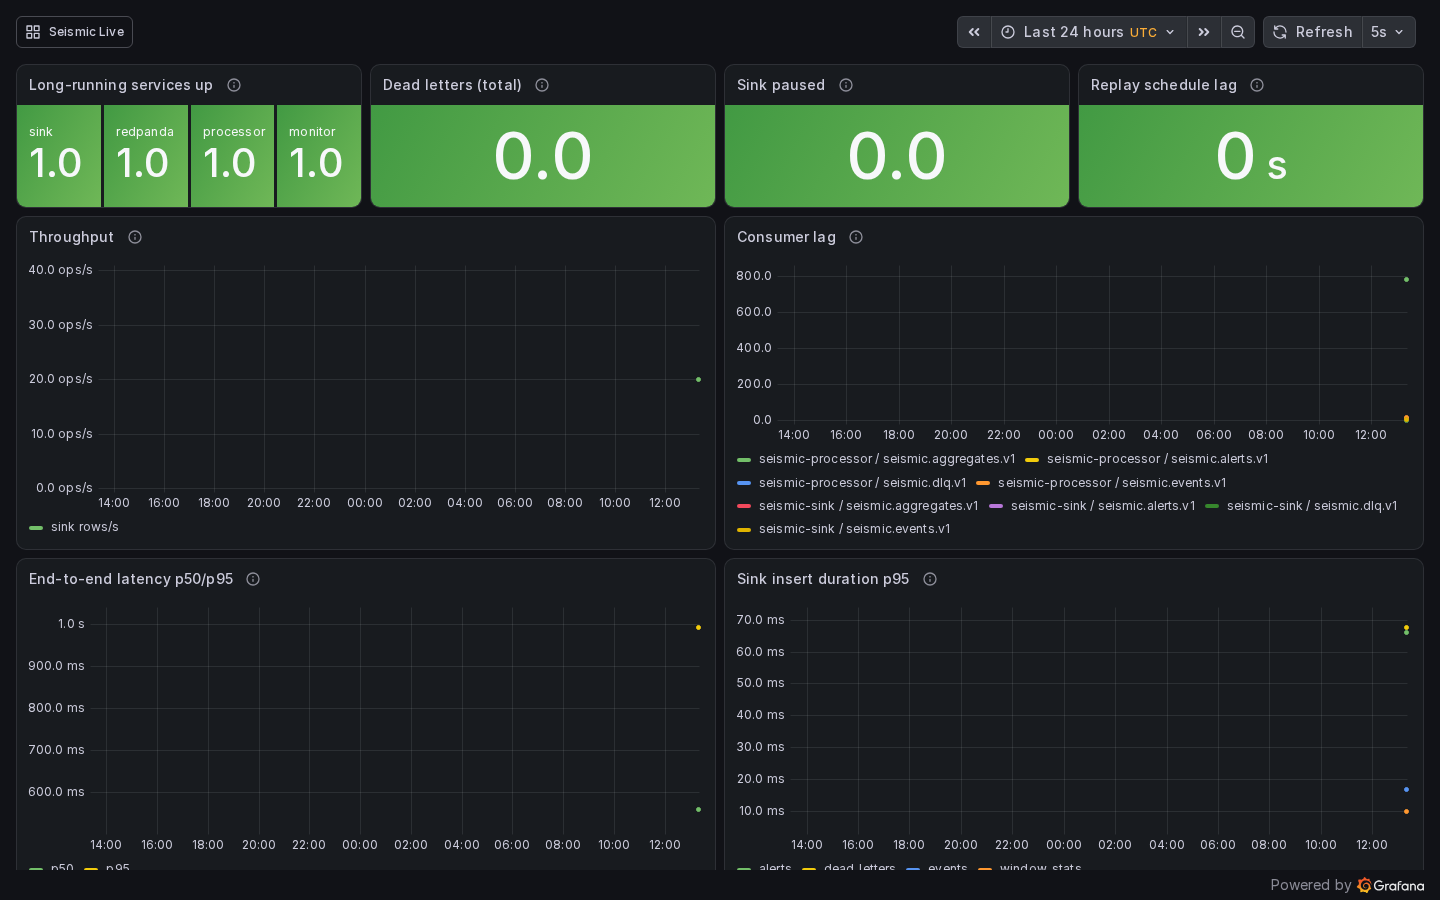 Seismic Live
Last 24 hours UTC
Refresh
5s
Long-running services up
Dead letters (total)
Sink paused
Replay schedule lag
sink
redpanda
processor
monitor
1.0
1.0
1.0
1.0
0.0
0.0
0 s
Throughput
40.0 ops/s
30.0 ops/s
20.0 ops/s
10.0 ops/s
0.0 ops/s
14:00 16:00 18:00 20:00 22:00 00:00 02:00 04:00 06:00 08:00 10:00 12:00
sink rows/s
Consumer lag
800.0
600.0
400.0
200.0
0.0
14:00 16:00 18:00 20:00 22:00 00:00 02:00 04:00 06:00 08:00 10:00 12:00
seismic-processor / seismic.aggregates.v1 seismic-processor / seismic.alerts.v1
seismic-processor / seismic.dlq.v1 seismic-processor / seismic.events.v1
seismic-sink / seismic.aggregates.v1 seismic-sink / seismic.alerts.v1 seismic-sink / seismic.dlq.v1
seismic-sink / seismic.events.v1
End-to-end latency p50/p95
1.0 s
900.0 ms
800.0 ms
700.0 ms
600.0 ms
14:00 16:00 18:00 20:00 22:00 00:00 02:00 04:00 06:00 08:00 10:00 12:00
p50 p95
Sink insert duration p95
70.0 ms
60.0 ms
50.0 ms
40.0 ms
30.0 ms
20.0 ms
10.0 ms
14:00 16:00 18:00 20:00 22:00 00:00 02:00 04:00 06:00 08:00 10:00 12:00
alerts dead_letters events window_stats
Powered by Grafana